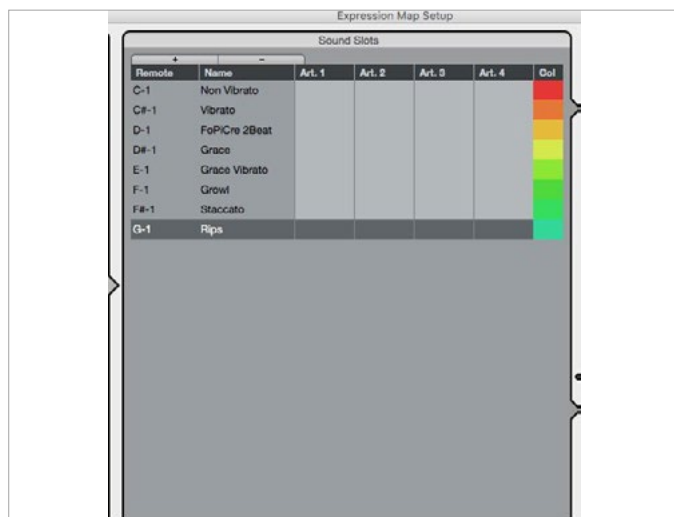 Expression Map Setup
Sound Slots
+ −
Remote Name Art. 1 Art. 2 Art. 3 Art. 4 Col
C-1 Non Vibrato
C#-1 Vibrato
D-1 FoPiCre 2Beat
D#-1 Grace
E-1 Grace Vibrato
F-1 Growl
F#-1 Staccato
G-1 Rips